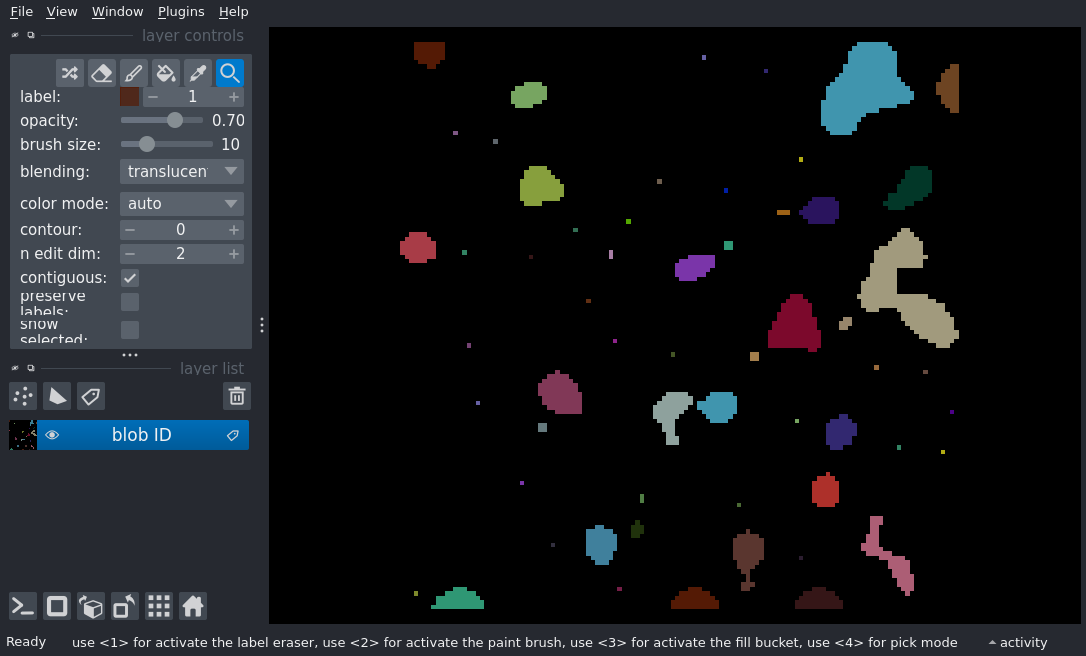 File View Window Plugins Help
layer controls
label: 1
opacity: 0.70
brush size: 10
blending: translucen
color mode: auto
contour: 0
n edit dim: 2
contiguous:
preserve
labels:
show
selected:
layer list
blob ID
Ready use <1> for activate the label eraser, use <2> for activate the paint brush, use <3> for activate the fill bucket, use <4> for pick mode activity